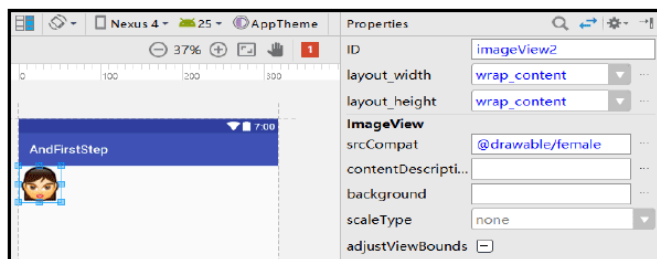 Nexus 4 25 AppTheme
37% 1
0 100 200 300
7:00
AndFirstStep
Properties
ID imageView2
layout_width wrap_content
layout_height wrap_content
ImageView
srcCompat @drawable/female
contentDescripti...
background
scaleType none
adjustViewBounds